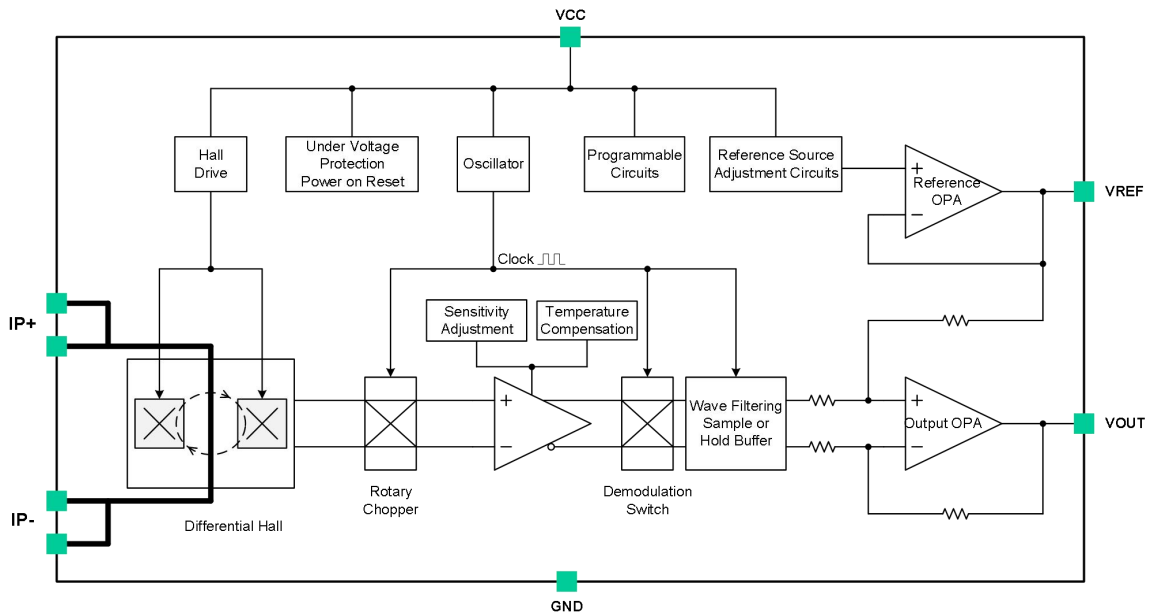 VCC
Hall
Drive
Under Voltage
Protection
Power on Reset
Oscillator
Programmable
Circuits
Reference Source
Adjustment Circuits
+
Reference
OPA
−
VREF
Clock
Sensitivity
Adjustment
Temperature
Compensation
IP+
+
−
Wave Filtering
Sample or
Hold Buffer
+
Output OPA
−
VOUT
Rotary
Chopper
Demodulation
Switch
IP-
Differential Hall
GND